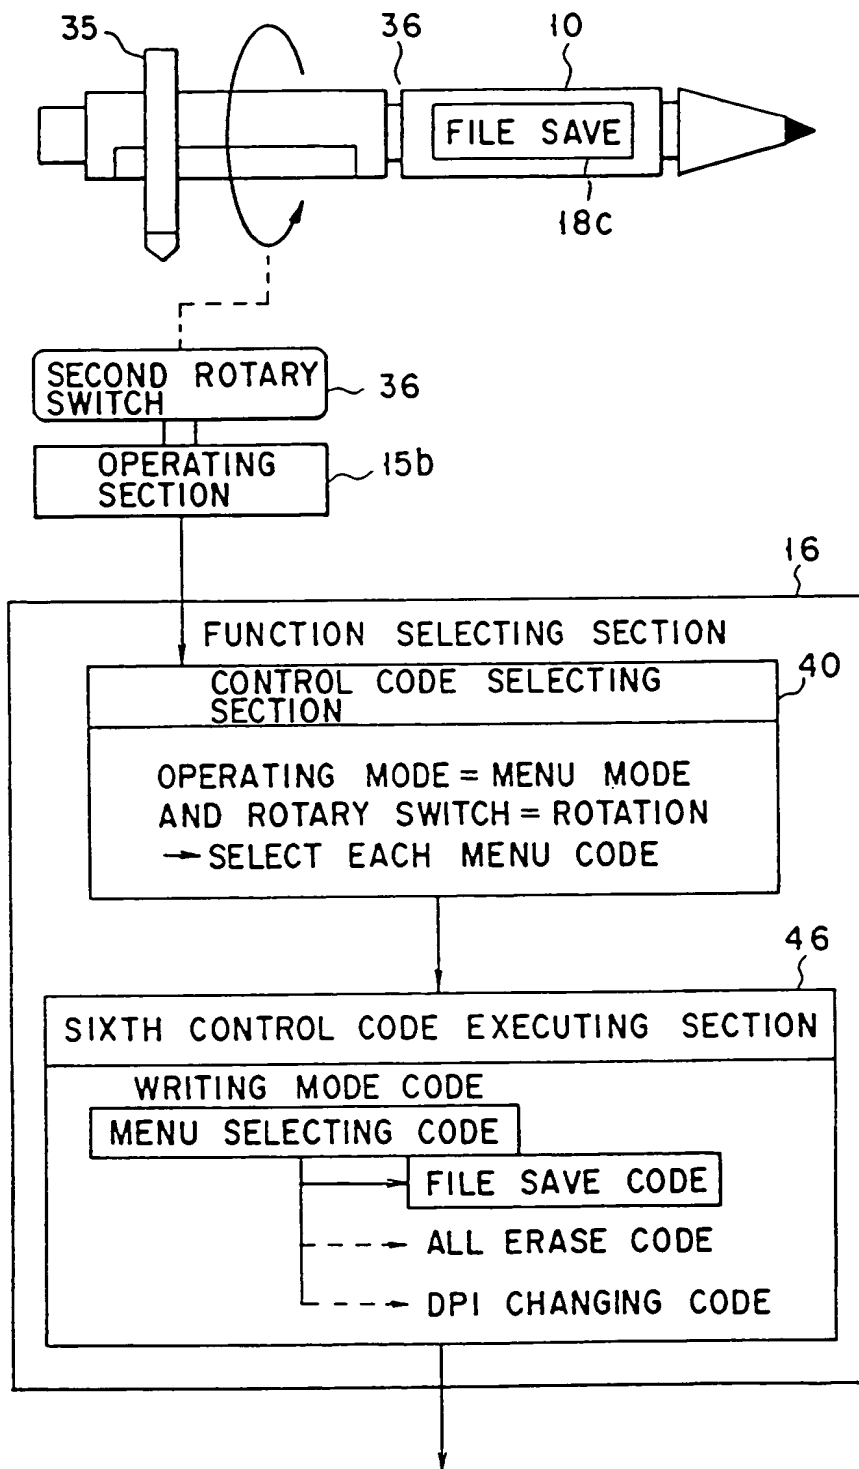 35
36
10
FILE SAVE
18c
SECOND ROTARY
SWITCH
36
OPERATING
SECTION
15b
16
FUNCTION SELECTING SECTION
40
CONTROL CODE SELECTING
SECTION
OPERATING MODE = MENU MODE
AND ROTARY SWITCH = ROTATION
→ SELECT EACH MENU CODE
46
SIXTH CONTROL CODE EXECUTING SECTION
WRITING MODE CODE
MENU SELECTING CODE
FILE SAVE CODE
ALL ERASE CODE
DPI CHANGING CODE